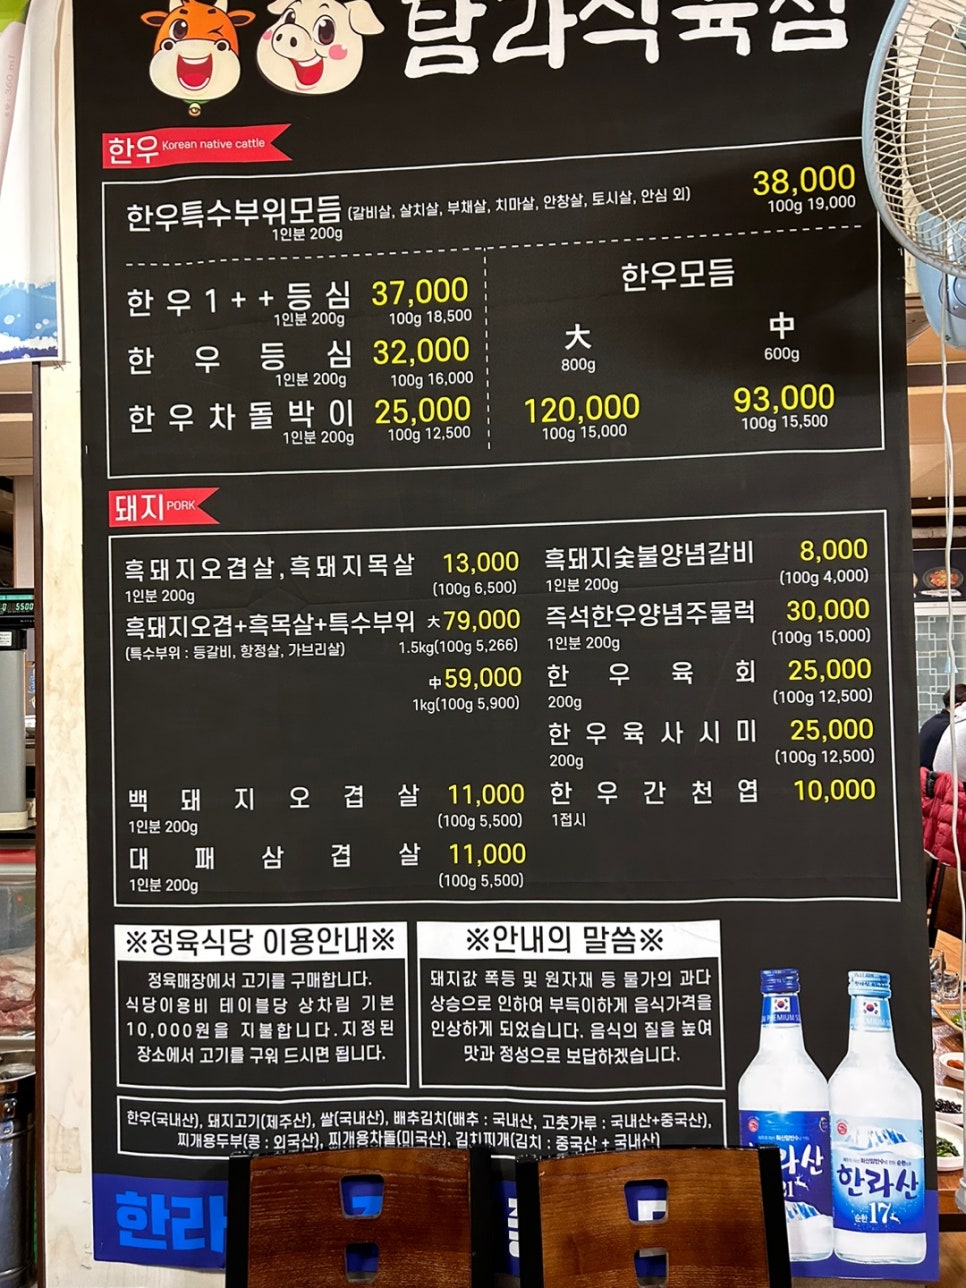 탐라식육점
한우 Korean native cattle
한우특수부위모듬 (갈비살, 살치살, 부채살, 치마살, 안창살, 토시살, 안심 외) 38,000
1인분 200g 100g 19,000
한우1++등심 37,000
1인분 200g 100g 18,500
한우등심 32,000
1인분 200g 100g 16,000
한우차돌박이 25,000
1인분 200g 100g 12,500
한우모듬
大 中
800g 600g
120,000 93,000
100g 15,000 100g 15,500
돼지 PORK
흑돼지오겹살,흑돼지목살 13,000
1인분 200g (100g 6,500)
흑돼지오겹+흑목살+특수부위 大79,000
(특수부위 : 등갈비, 항정살, 가브리살) 1.5kg(100g 5,266)
中59,000
1kg(100g 5,900)
백돼지오겹살 11,000
1인분 200g (100g 5,500)
대패삼겹살 11,000
1인분 200g (100g 5,500)
흑돼지숯불양념갈비 8,000
1인분 200g (100g 4,000)
즉석한우양념주물럭 30,000
1인분 200g (100g 15,000)
한우육회 25,000
200g (100g 12,500)
한우육사시미 25,000
200g (100g 12,500)
한우간천엽 10,000
1접시
※정육식당 이용안내※
정육매장에서 고기를 구매합니다.
식당이용비 테이블당 상차림 기본
10,000원을 지불합니다.지정된
장소에서 고기를 구워 드시면 됩니다.
※안내의 말씀※
돼지값 폭등 및 원자재 등 물가의 과다
상승으로 인하여 부득이하게 음식가격을
인상하게 되었습니다. 음식의 질을 높여
맛과 정성으로 보답하겠습니다.
한우(국내산), 돼지고기(제주산), 쌀(국내산), 배추김치(배추 : 국내산, 고춧가루 : 국내산+중국산),
찌개용두부(콩 : 외국산), 찌개용차돌(미국산), 김치찌개(김치 : 중국산 + 국내산)
한라
라산
21
한라산
순한 17
5500